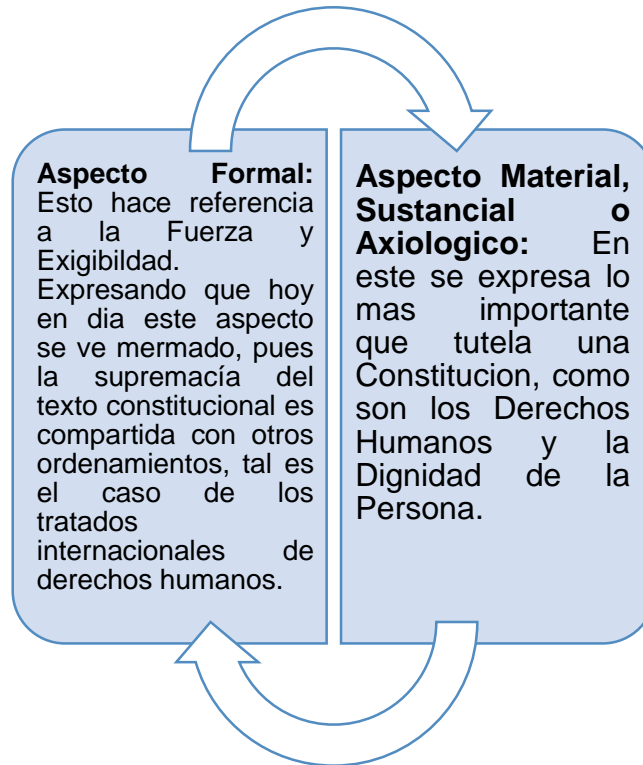 Aspecto Formal:
Esto hace referencia
a la Fuerza y
Exigibildad.
Expresando que hoy
en dia este aspecto
se ve mermado, pues
la supremacía del
texto constitucional es
compartida con otros
ordenamientos, tal es
el caso de los
tratados
internacionales de
derechos humanos.
Aspecto Material,
Sustancial o
Axiologico: En
este se expresa lo
mas importante
que tutela una
Constitucion, como
son los Derechos
Humanos y la
Dignidad de la
Persona.